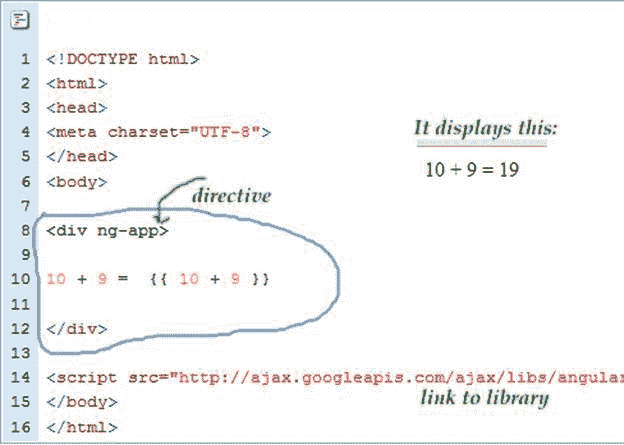 1 <!DOCTYPE html>
2 <html>
3 <head>
4 <meta charset="UTF-8">
5 </head>
6 <body>
7
8 <div ng-app>
9
10 10 + 9 =  {{ 10 + 9 }}
11
12 </div>
13
14 <script src="http://ajax.googleapis.com/ajax/libs/angular
15 </body>
16 </html>
directive
It displays this:
10 + 9 = 19
link to library